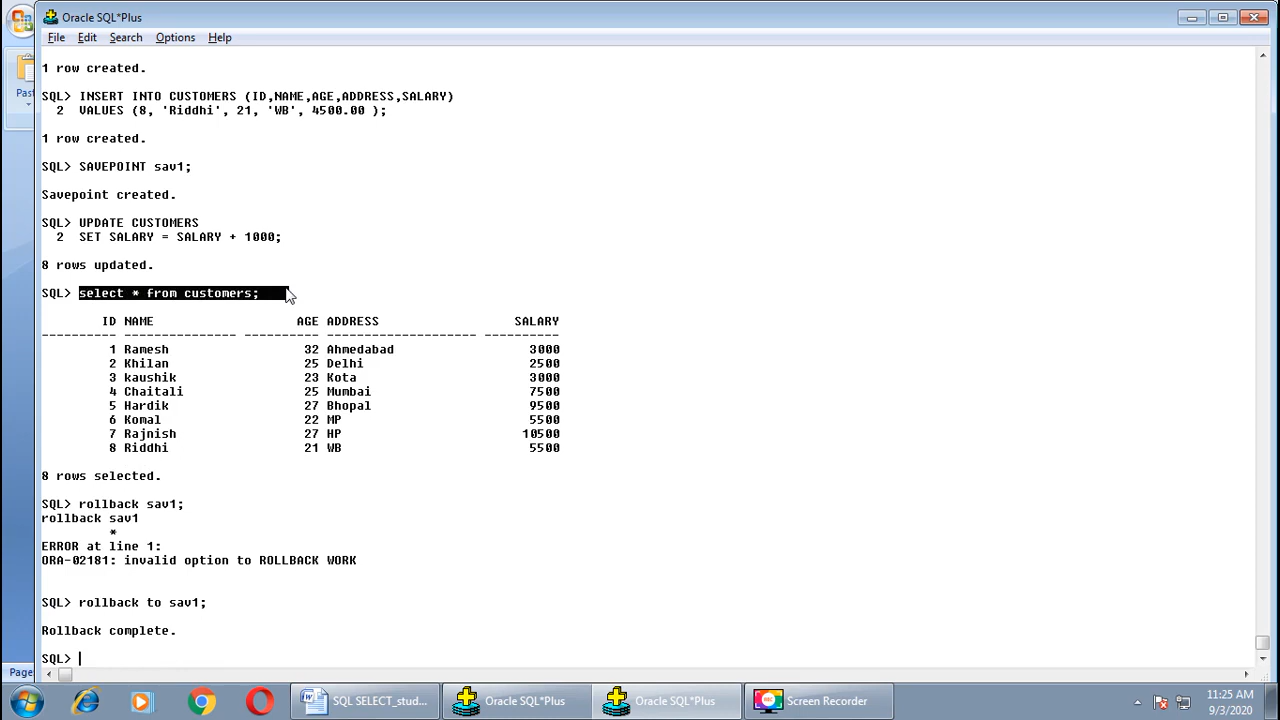 Oracle SQL*Plus
File Edit Search Options Help
1 row created.
SQL> INSERT INTO CUSTOMERS (ID,NAME,AGE,ADDRESS,SALARY)
2 VALUES (8, 'Riddhi', 21, 'WB', 4500.00 );
1 row created.
SQL> SAVEPOINT sav1;
Savepoint created.
SQL> UPDATE CUSTOMERS
2 SET SALARY = SALARY + 1000;
8 rows updated.
SQL> select * from customers;
ID NAME AGE ADDRESS SALARY
---------- --------------- ---------- -------------------- ----------
1 Ramesh 32 Ahmedabad 3000
2 Khilan 25 Delhi 2500
3 kaushik 23 Kota 3000
4 Chaitali 25 Mumbai 7500
5 Hardik 27 Bhopal 9500
6 Komal 22 MP 5500
7 Rajnish 27 HP 10500
8 Riddhi 21 WB 5500
8 rows selected.
SQL> rollback sav1;
rollback sav1
*
ERROR at line 1:
ORA-02181: invalid option to ROLLBACK WORK
SQL> rollback to sav1;
Rollback complete.
SQL>
Past
Page
SQL SELECT_stud... Oracle SQL*Plus Oracle SQL*Plus Screen Recorder
11:25 AM
9/3/2020